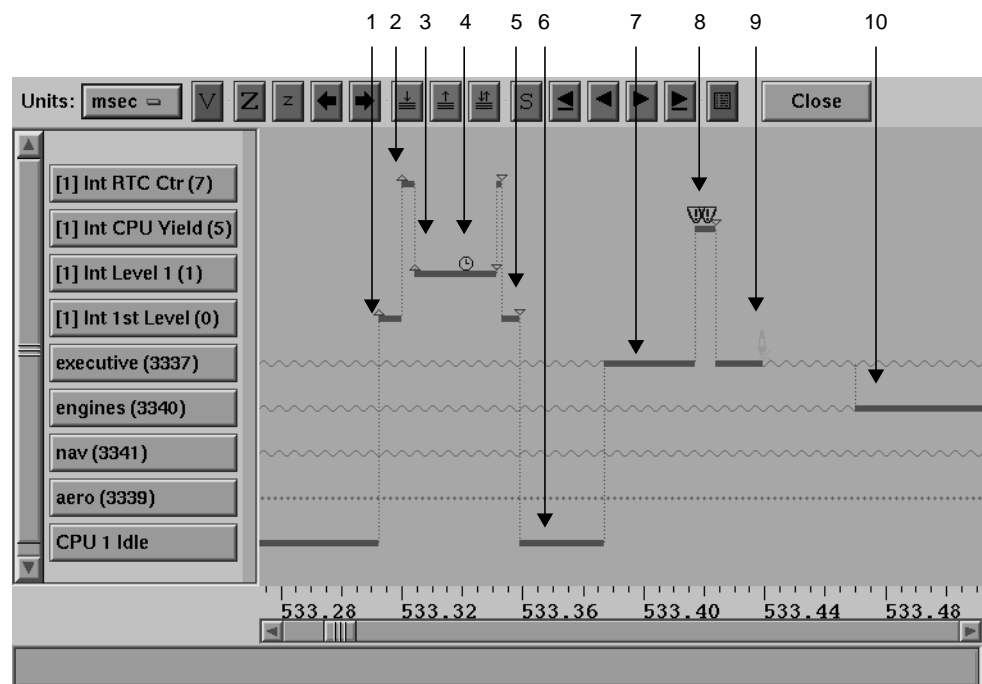 1 2 3 4 5 6 7 8 9 10
Units: msec V Z z S Close
[1] Int RTC Ctr (7)
[1] Int CPU Yield (5)
[1] Int Level 1 (1)
[1] Int 1st Level (0)
executive (3337)
engines (3340)
nav (3341)
aero (3339)
CPU 1 Idle
533.28 533.32 533.36 533.40 533.44 533.48